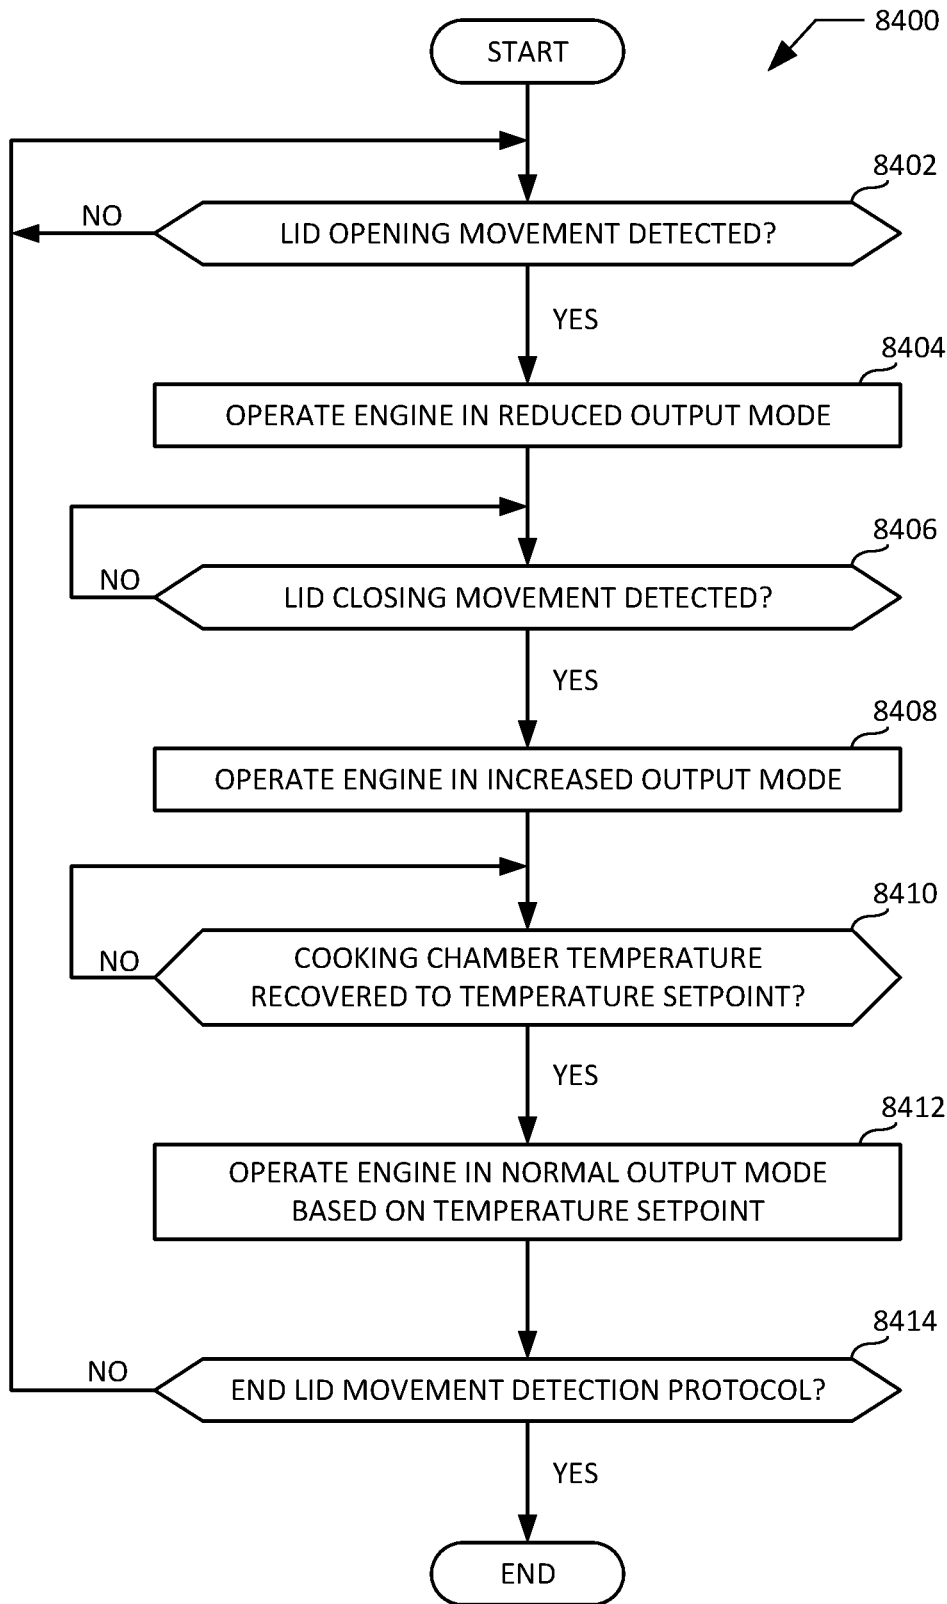 8400
START
8402
NO
LID OPENING MOVEMENT DETECTED?
YES
8404
OPERATE ENGINE IN REDUCED OUTPUT MODE
8406
NO
LID CLOSING MOVEMENT DETECTED?
YES
8408
OPERATE ENGINE IN INCREASED OUTPUT MODE
8410
NO
COOKING CHAMBER TEMPERATURE
RECOVERED TO TEMPERATURE SETPOINT?
YES
8412
OPERATE ENGINE IN NORMAL OUTPUT MODE
BASED ON TEMPERATURE SETPOINT
8414
NO
END LID MOVEMENT DETECTION PROTOCOL?
YES
END